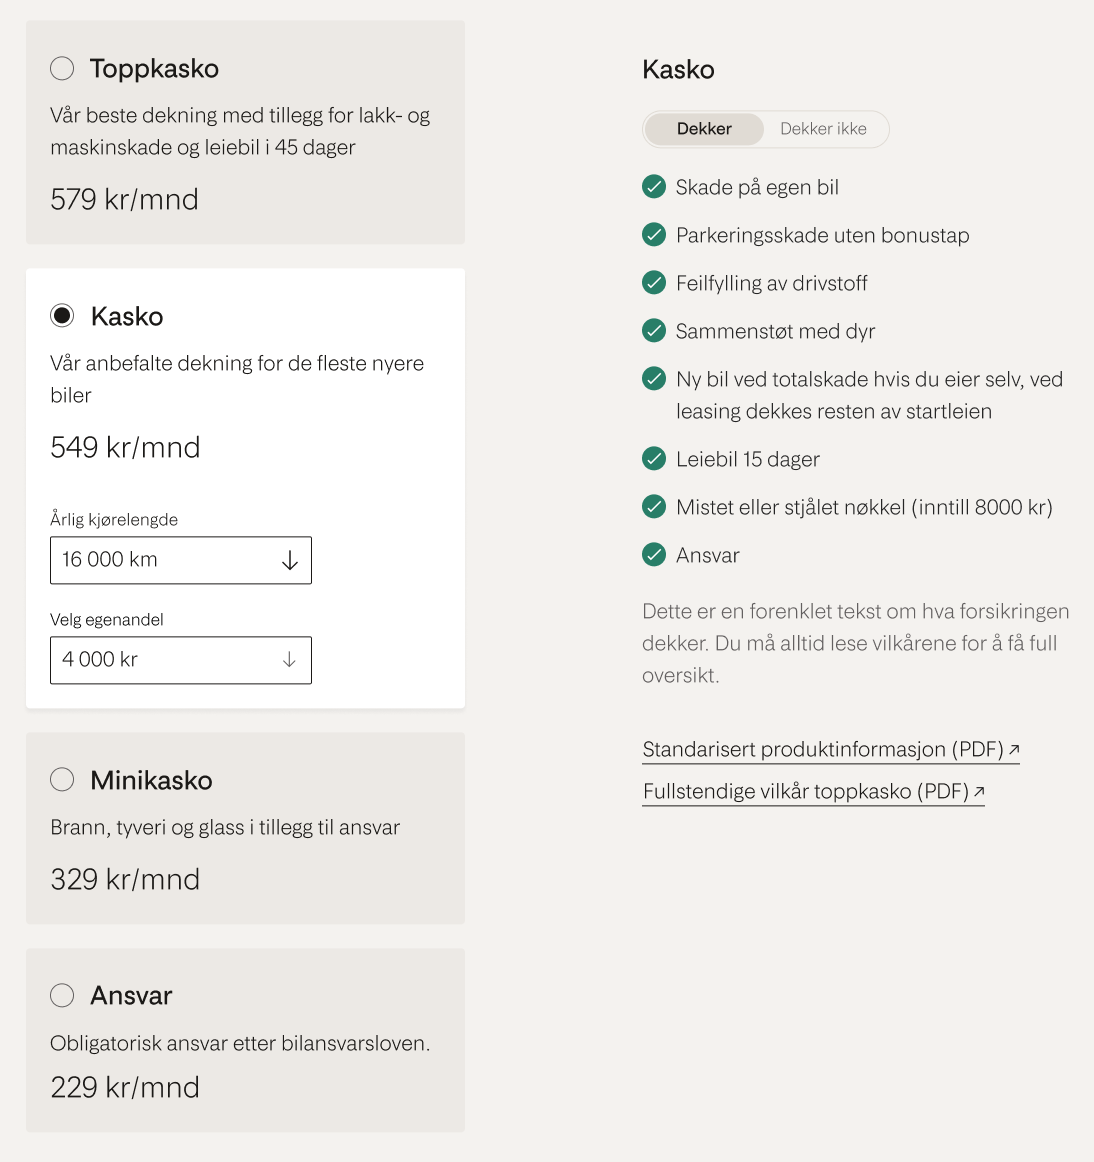 Toppkasko
Vår beste dekning med tillegg for lakk- og
maskinskade og leiebil i 45 dager
579 kr/mnd
Kasko
Vår anbefalte dekning for de fleste nyere
biler
549 kr/mnd
Årlig kjørelengde
16 000 km
Velg egenandel
4 000 kr
Minikasko
Brann, tyveri og glass i tillegg til ansvar
329 kr/mnd
Ansvar
Obligatorisk ansvar etter bilansvarsloven.
229 kr/mnd
Kasko
Dekker Dekker ikke
Skade på egen bil
Parkeringsskade uten bonustap
Feilfylling av drivstoff
Sammenstøt med dyr
Ny bil ved totalskade hvis du eier selv, ved
leasing dekkes resten av startleien
Leiebil 15 dager
Mistet eller stjålet nøkkel (inntill 8000 kr)
Ansvar
Dette er en forenklet tekst om hva forsikringen
dekker. Du må alltid lese vilkårene for å få full
oversikt.
Standarisert produktinformasjon (PDF)
Fullstendige vilkår toppkasko (PDF)